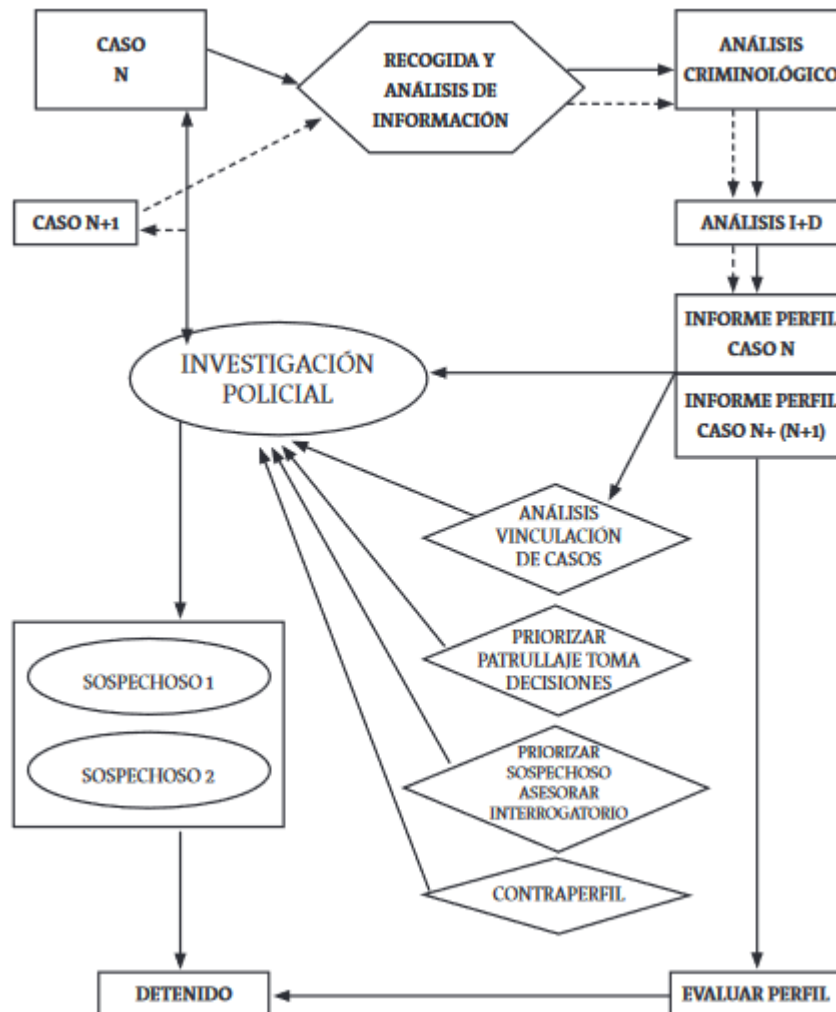 CASO
N
RECOGIDA Y
ANÁLISIS DE
INFORMACIÓN
ANÁLISIS
CRIMINOLÓGICO
CASO N+1
ANÁLISIS I+D
INFORME PERFIL
CASO N
INFORME PERFIL
CASO N+ (N+1)
INVESTIGACIÓN
POLICIAL
ANÁLISIS
VINCULACIÓN
DE CASOS
PRIORIZAR
PATRULLAJE TOMA
DECISIONES
SOSPECHOSO 1
SOSPECHOSO 2
PRIORIZAR
SOSPECHOSO
ASESORAR
INTERROGATORIO
CONTRAPERFIL
DETENIDO
EVALUAR PERFIL